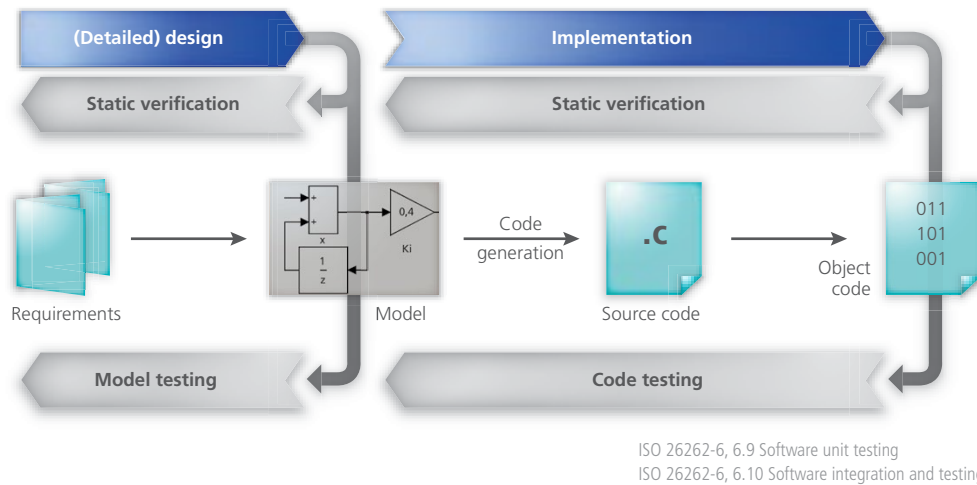 (Detailed) design
Implementation
Static verification
Static verification
+
+
x
1
z
0,4
Ki
Code
generation
.c
011
101
001
Object
code
Requirements
Model
Source code
Model testing
Code testing
ISO 26262-6, 6.9 Software unit testing
ISO 26262-6, 6.10 Software integration and testing